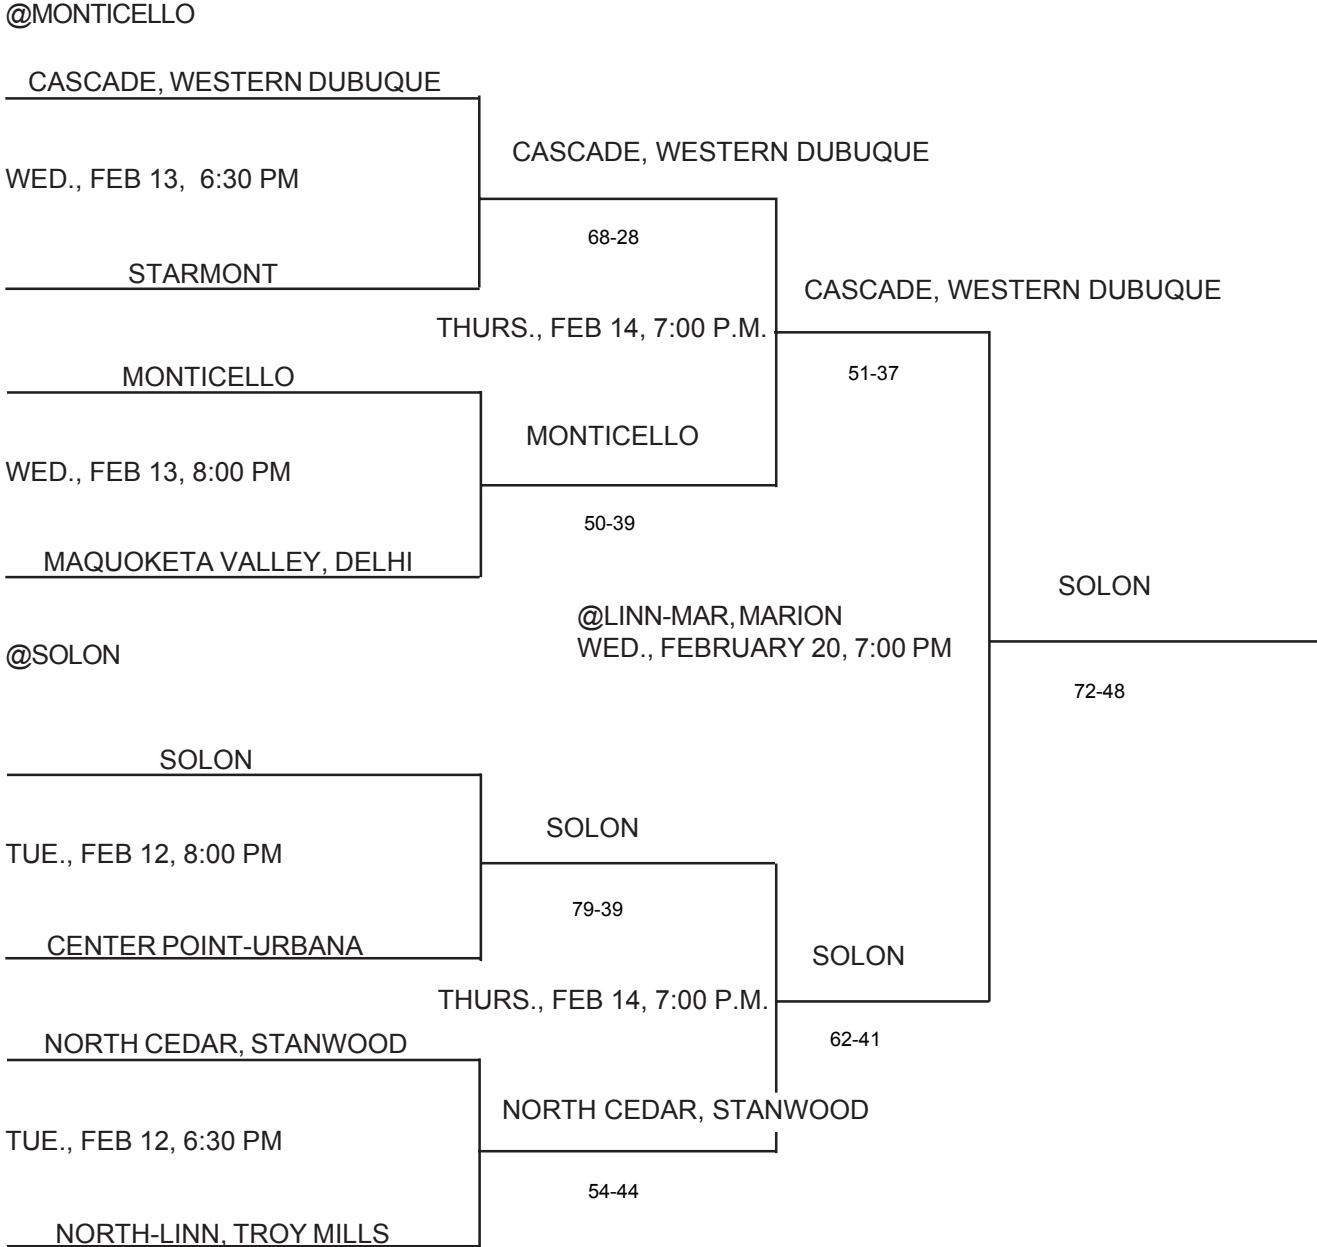 @MONTICELLO
CASCADE, WESTERN DUBUQUE
CASCADE, WESTERN DUBUQUE
WED., FEB 13, 6:30 PM
68-28
STARMONT
CASCADE, WESTERN DUBUQUE
THURS., FEB 14, 7:00 P.M.
51-37
MONTICELLO
MONTICELLO
WED., FEB 13, 8:00 PM
50-39
MAQUOKETA VALLEY, DELHI
SOLON
@LINN-MAR, MARION
WED., FEBRUARY 20, 7:00 PM
@SOLON
72-48
SOLON
SOLON
TUE., FEB 12, 8:00 PM
79-39
CENTER POINT-URBANA
SOLON
THURS., FEB 14, 7:00 P.M.
62-41
NORTH CEDAR, STANWOOD
NORTH CEDAR, STANWOOD
TUE., FEB 12, 6:30 PM
54-44
NORTH-LINN, TROY MILLS